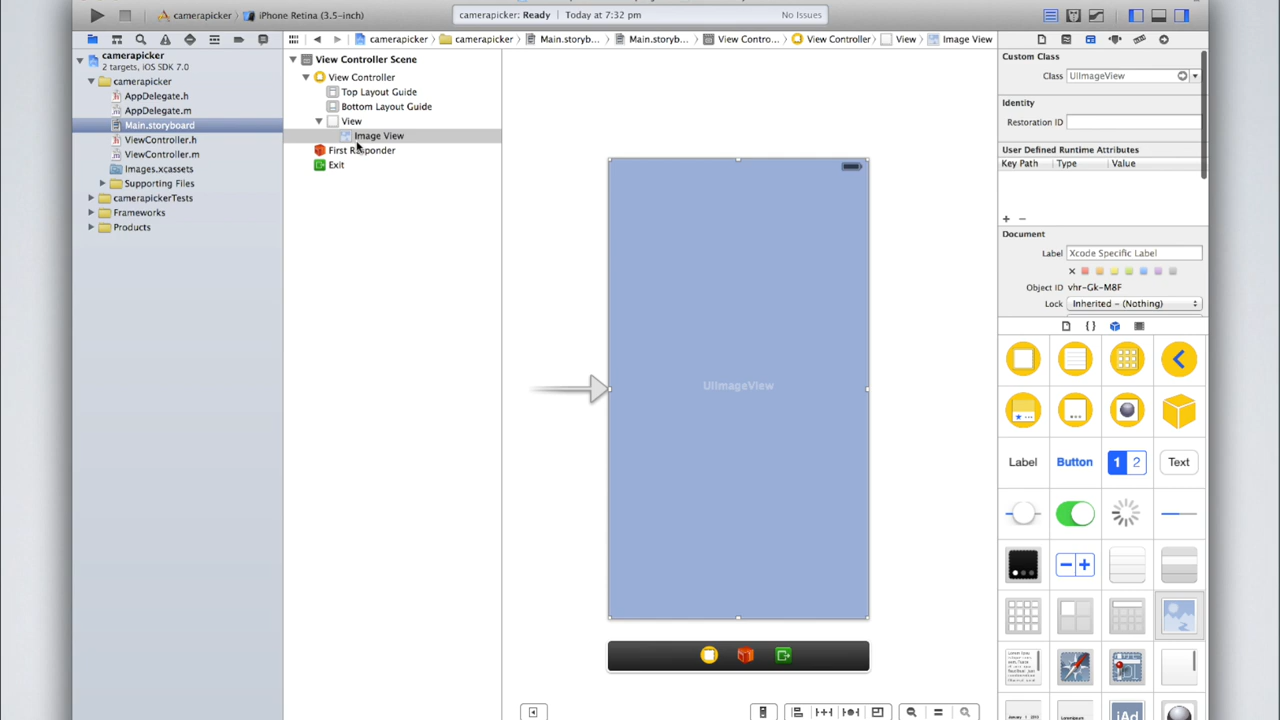 camerapicker
iPhone Retina (3.5-inch)
camerapicker: Ready
Today at 7:32 pm
No Issues
camerapicker
camerapicker
Main.storyb...
Main.storyb...
View Contro...
View Controller
View
Image View
camerapicker
2 targets, iOS SDK 7.0
camerapicker
AppDelegate.h
AppDelegate.m
Main.storyboard
ViewController.h
ViewController.m
Images.xcassets
Supporting Files
camerapickerTests
Frameworks
Products
View Controller Scene
View Controller
Top Layout Guide
Bottom Layout Guide
View
Image View
First Responder
Exit
UIImageView
Custom Class
Class UIImageView
Identity
Restoration ID
User Defined Runtime Attributes
Key Path Type Value
Document
Label Xcode Specific Label
Object ID vhr-Gk-M8F
Lock Inherited - (Nothing)
Label
Button
1 2
Text
iAd